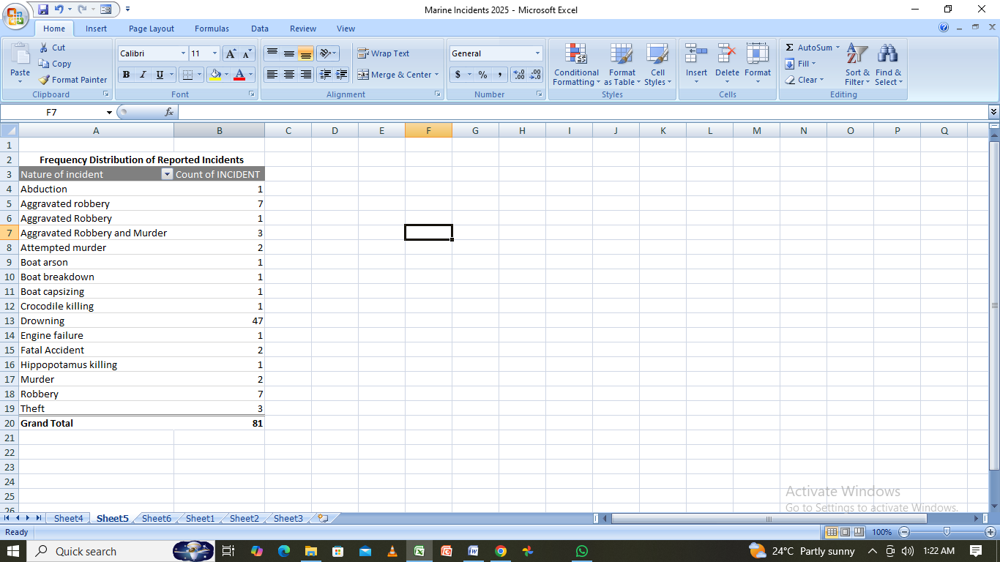 Marine Incidents 2025 - Microsoft Excel
Home Insert Page Layout Formulas Data Review View
Paste
Cut
Copy
Format Painter
Clipboard
Calibri 11
B I U
Font
Wrap Text
Merge & Center
Alignment
General
$ % ,
Number
Conditional Formatting
Format as Table
Cell Styles
Styles
Insert Delete Format
Cells
Σ AutoSum
Fill
Clear
Sort & Filter
Find & Select
Editing
F7 fx
A B C D E F G H I J K L M N O P Q
1
2 Frequency Distribution of Reported Incidents
3 Nature of incident Count of INCIDENT
4 Abduction 1
5 Aggravated robbery 7
6 Aggravated Robbery 1
7 Aggravated Robbery and Murder 3
8 Attempted murder 2
9 Boat arson 1
10 Boat breakdown 1
11 Boat capsizing 1
12 Crocodile killing 1
13 Drowning 47
14 Engine failure 1
15 Fatal Accident 2
16 Hippopotamus killing 1
17 Murder 2
18 Robbery 7
19 Theft 3
20 Grand Total 81
21
22
23
24
25
26
Activate Windows
Go to Settings to activate Windows.
Sheet4 Sheet5 Sheet6 Sheet1 Sheet2 Sheet3
Ready 100%
Quick search 24°C Partly sunny 1:22 AM